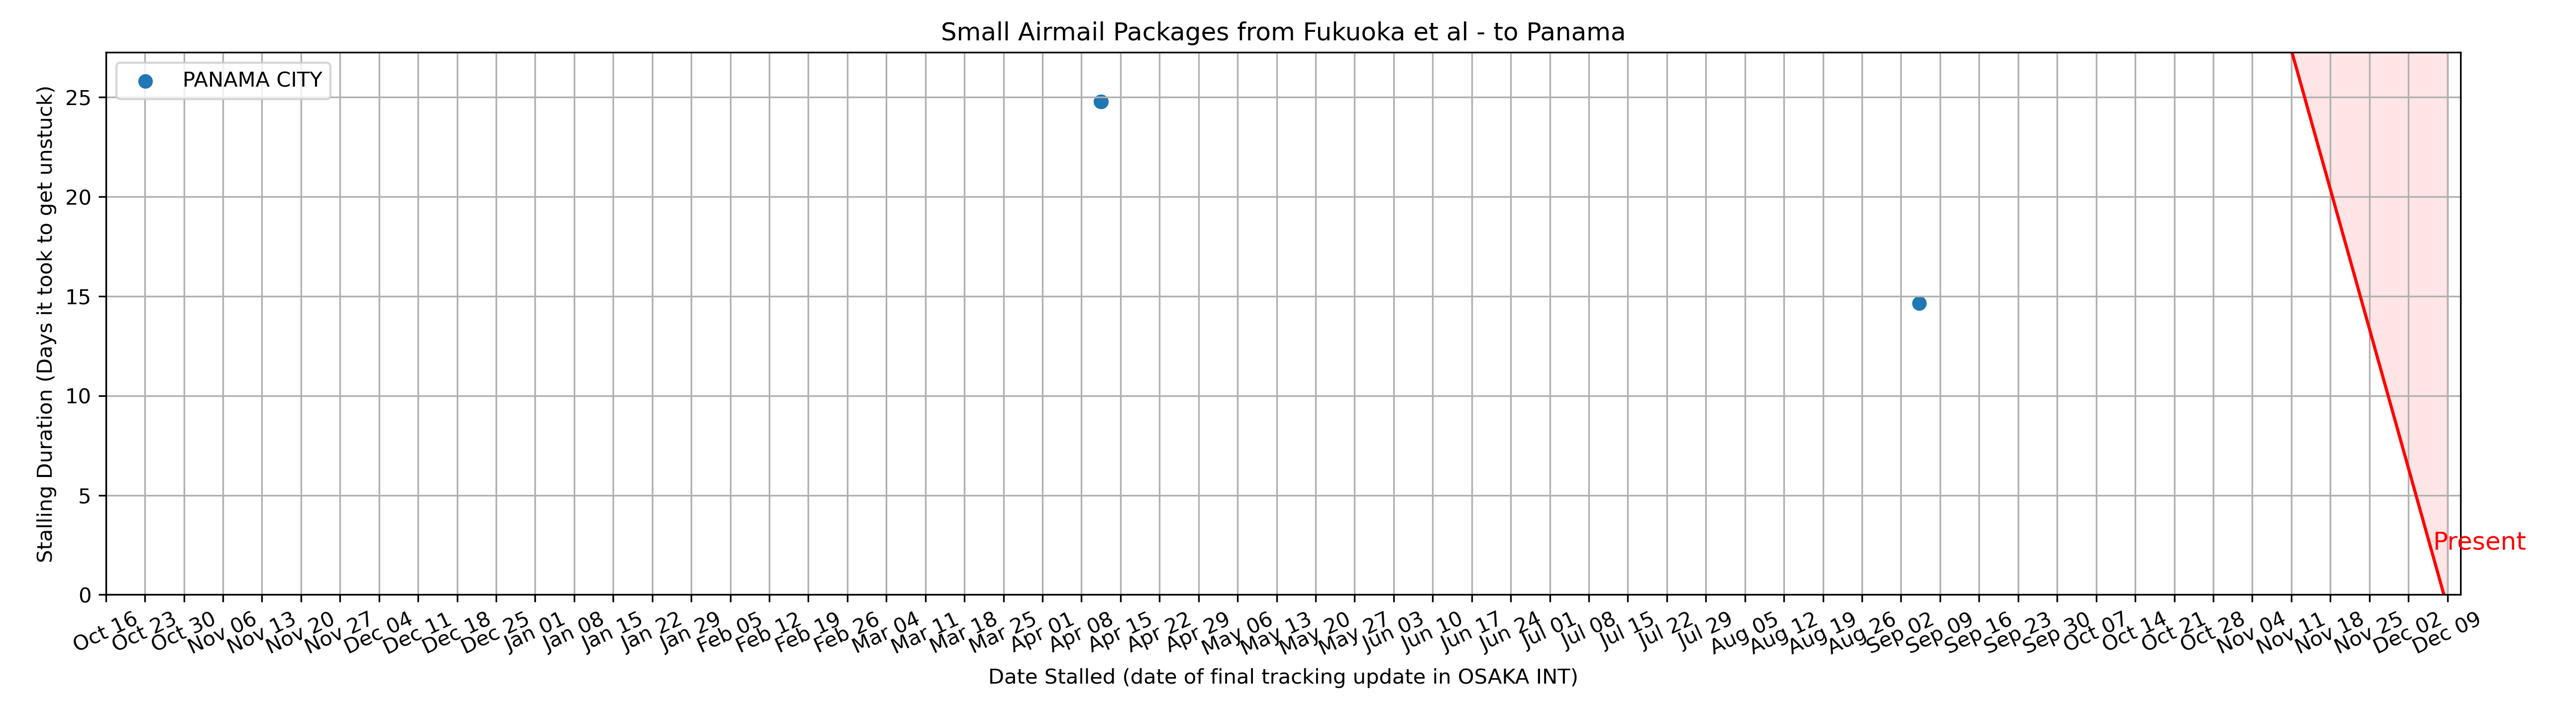 Small Airmail Packages from Fukuoka et al - to Panama
PANAMA CITY
Stalling Duration (Days it took to get unstuck)
25
20
15
10
5
0
Present
Oct 16 Oct 23 Oct 30 Nov 06 Nov 13 Nov 20 Nov 27 Dec 04 Dec 11 Dec 18 Dec 25 Jan 01 Jan 08 Jan 15 Jan 22 Jan 29 Feb 05 Feb 12 Feb 19 Feb 26 Mar 04 Mar 11 Mar 18 Mar 25 Apr 01 Apr 08 Apr 15 Apr 22 Apr 29 May 06 May 13 May 20 May 27 Jun 03 Jun 10 Jun 17 Jun 24 Jul 01 Jul 08 Jul 15 Jul 22 Jul 29 Aug 05 Aug 12 Aug 19 Aug 26 Sep 02 Sep 09 Sep 16 Sep 23 Sep 30 Oct 07 Oct 14 Oct 21 Oct 28 Nov 04 Nov 11 Nov 18 Nov 25 Dec 02 Dec 09
Date Stalled (date of final tracking update in OSAKA INT)